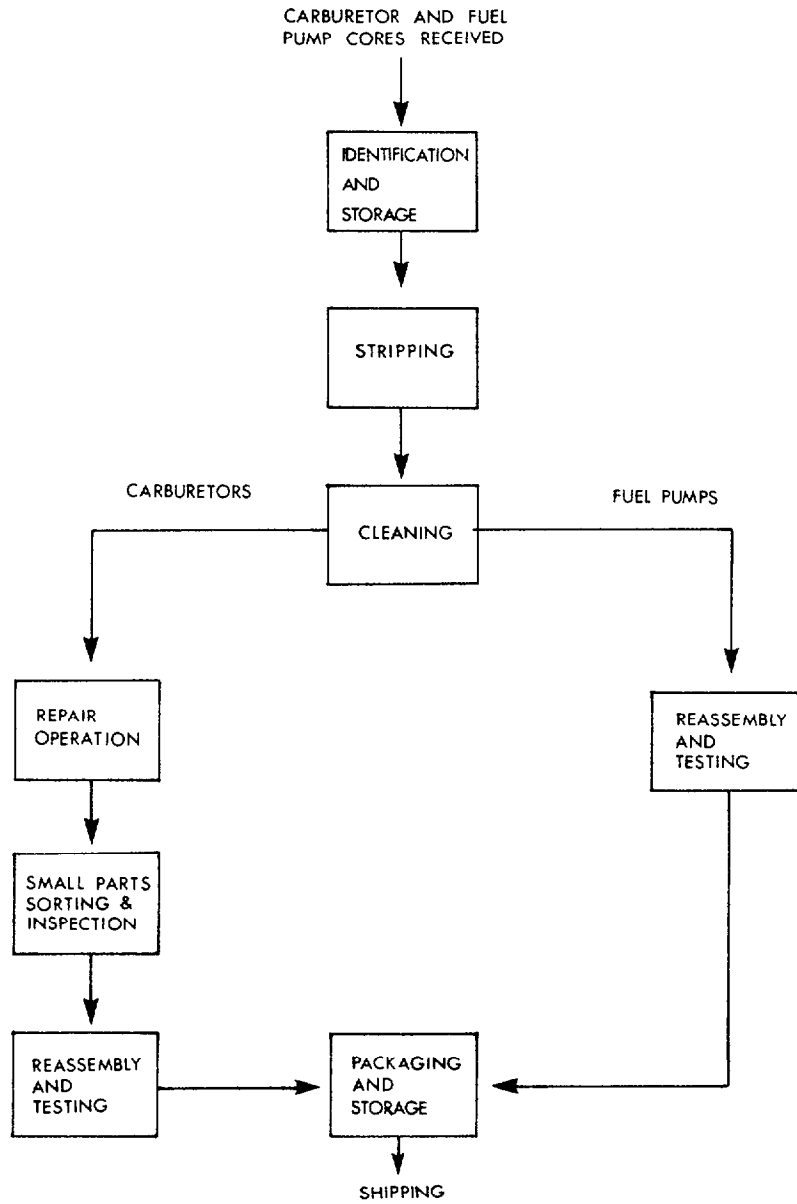 CARBURETOR AND FUEL
PUMP CORES RECEIVED
IDENTIFICATION
AND
STORAGE
STRIPPING
CARBURETORS
FUEL PUMPS
CLEANING
REPAIR
OPERATION
REASSEMBLY
AND
TESTING
SMALL PARTS
SORTING &
INSPECTION
REASSEMBLY
AND
TESTING
PACKAGING
AND
STORAGE
SHIPPING